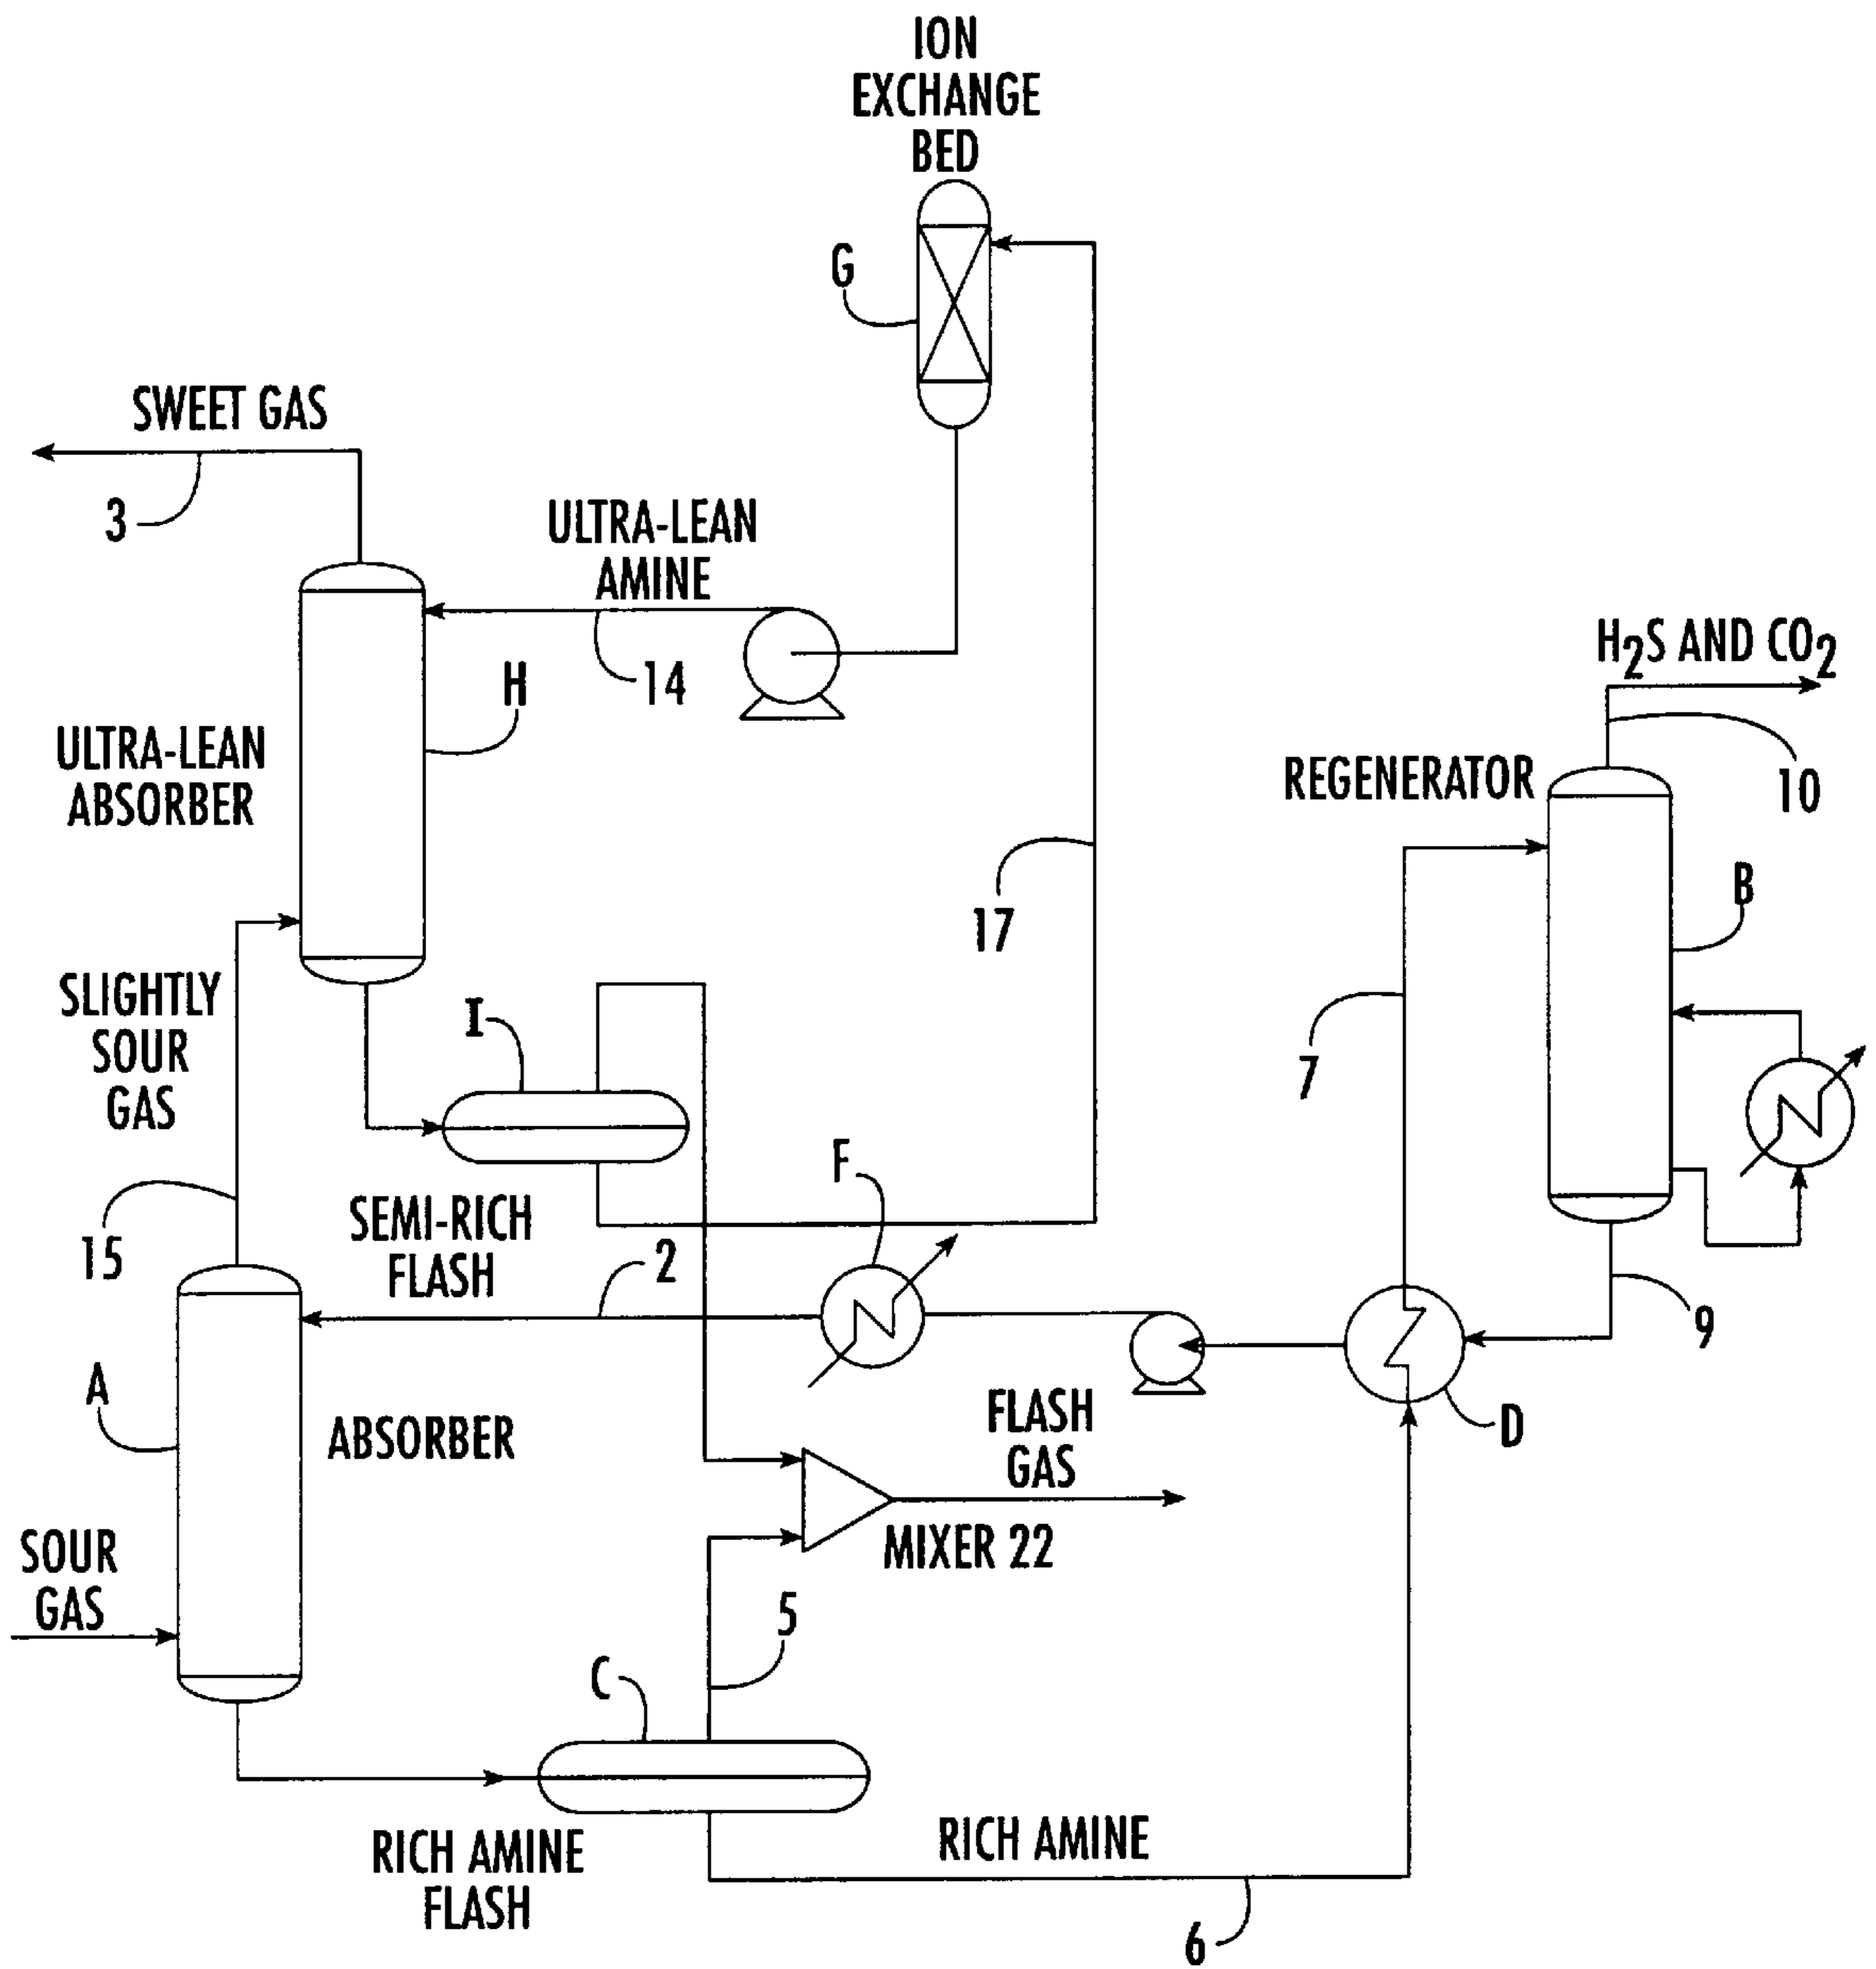 ION
EXCHANGE
BED
G
SWEET GAS
3
ULTRA-LEAN
AMINE
14
H
ULTRA-LEAN
ABSORBER
H2S AND CO2
10
REGENERATOR
B
17
7
SLIGHTLY
SOUR
GAS
I
F
15
SEMI-RICH
FLASH
2
9
A
ABSORBER
D
FLASH
GAS
MIXER 22
SOUR
GAS
5
C
RICH AMINE
FLASH
RICH AMINE
6